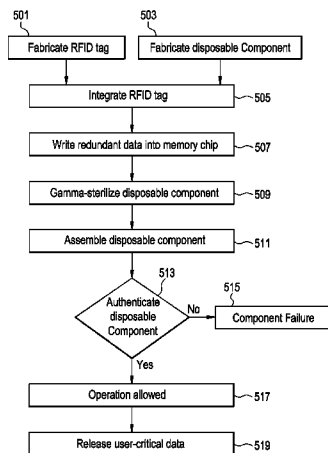 501
503
Fabricate RFID tag
Fabricate disposable Component
Integrate RFID tag
505
Write redundant data into memory chip
507
Gamma-sterilize disposable component
509
Assemble disposable component
511
513
Authenticate
disposable
Component
No
515
Component Failure
Yes
Operation allowed
517
Release user-critical data
519